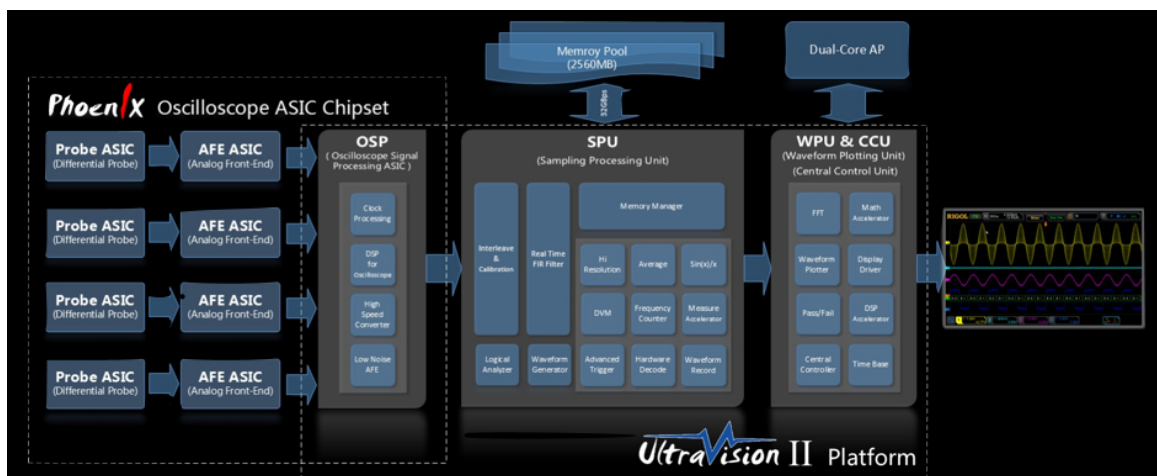 Memroy Pool
(2560MB)
Dual-Core AP
32GBps
Phoenix Oscilloscope ASIC Chipset
Probe ASIC
(Differential Probe)
AFE ASIC
(Analog Front-End)
Probe ASIC
(Differential Probe)
AFE ASIC
(Analog Front-End)
Probe ASIC
(Differential Probe)
AFE ASIC
(Analog Front-End)
Probe ASIC
(Differential Probe)
AFE ASIC
(Analog Front-End)
OSP
( Oscilloscope Signal
Processing ASIC )
Clock
Processing
DSP
for
Oscilloscope
High
Speed
Converter
Low Noise
AFE
SPU
(Sampling Processing Unit)
Interleave
&
Calibration
Real Time
FIR Filter
Memory Manager
Hi
Resolution
Average
Sin(x)/x
DVM
Frequency
Counter
Measure
Accelerator
Logical
Analyzer
Waveform
Generator
Advanced
Trigger
Hardware
Decode
Waveform
Record
WPU & CCU
(Waveform Plotting Unit)
(Central Control Unit)
FFT
Math
Accelerator
Waveform
Plotter
Display
Driver
Pass/Fail
DSP
Accelerator
Central
Controller
Time Base
RIGOL
UltraVision II Platform